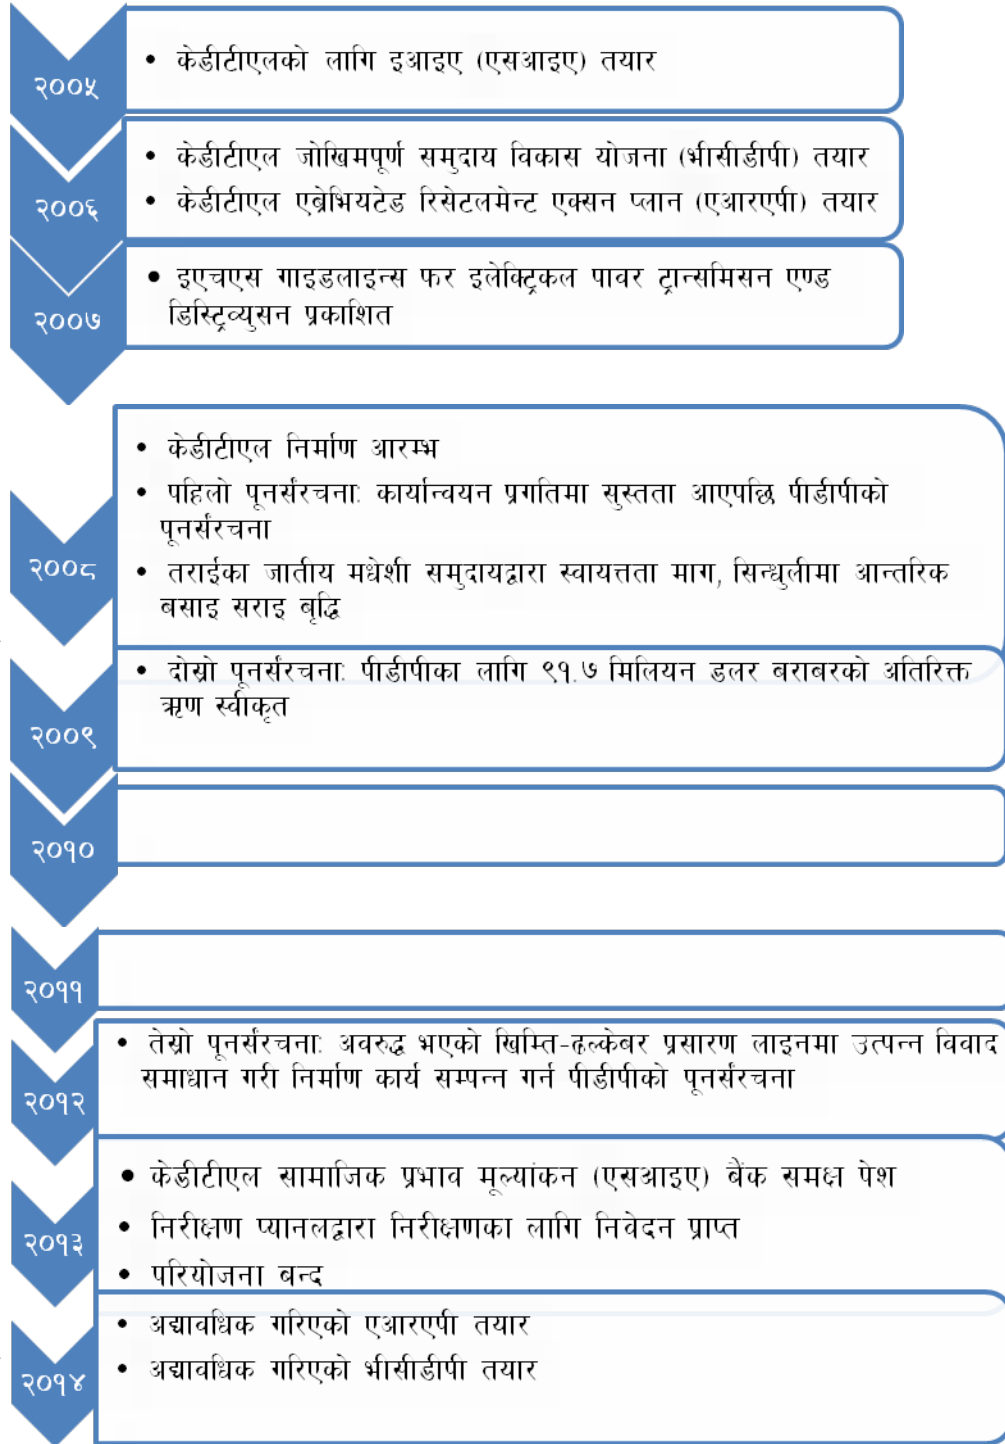 २००५
• केडीटीएलको लागि इआइए (एसआइए) तयार
२००६
• केडीटीएल जोखिमपूर्ण समुदाय विकास योजना (भीसीडीपी) तयार
• केडीटीएल एब्रेभियटेड रिसेटलमेन्ट एक्सन प्लान (एआरएपी) तयार
२००७
• इएचएस गाइडलाइन्स फर इलेक्ट्रिकल पावर ट्रान्समिसन एण्ड
डिस्ट्रिव्युसन प्रकाशित
२००८
• केडीटीएल निर्माण आरम्भ
• पहिलो पूनर्संरचना: कार्यान्वयन प्रगतिमा सुस्तता आएपछि पीडीपीको
पूनर्संरचना
• तराईका जातीय मधेशी समुदायद्वारा स्वायत्तता माग, सिन्धुलीमा आन्तरिक
बसाइ सराइ बृद्धि
२००९
• दोस्रो पूनर्संरचना: पीडीपीका लागि ९१.७ मिलियन डलर बराबरको अतिरिक्त
ऋण स्वीकृत
२०१०
२०११
२०१२
• तेस्रो पूनर्संरचना: अवरुद्ध भएको खिम्ति-ढल्केबर प्रसारण लाइनमा उत्पन्न विवाद
समाधान गरी निर्माण कार्य सम्पन्न गर्न पीडीपीको पूनर्संरचना
२०१३
• केडीटीएल सामाजिक प्रभाव मूल्यांकन (एसआइए) बैंक समक्ष पेश
• निरीक्षण प्यानलद्वारा निरीक्षणका लागि निवेदन प्राप्त
• परियोजना बन्द
२०१४
• अद्यावधिक गरिएको एआरएपी तयार
• अद्यावधिक गरिएको भीसीडीपी तयार